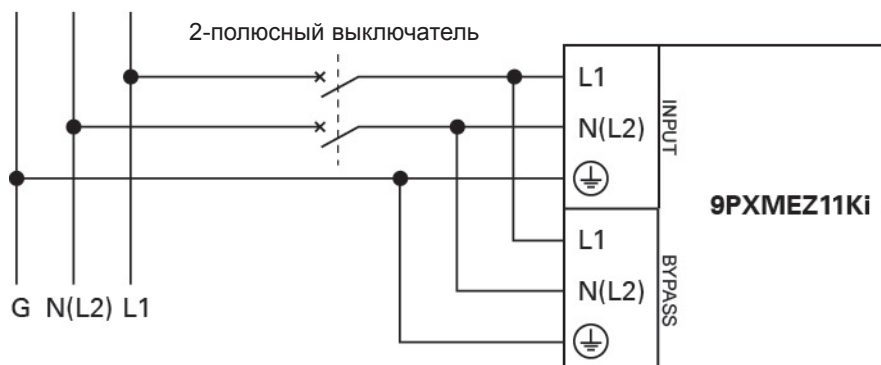 2-полюсный выключатель
L1
N(L2)
INPUT
9PXMEZ11Ki
L1
N(L2)
BYPASS
G N(L2) L1